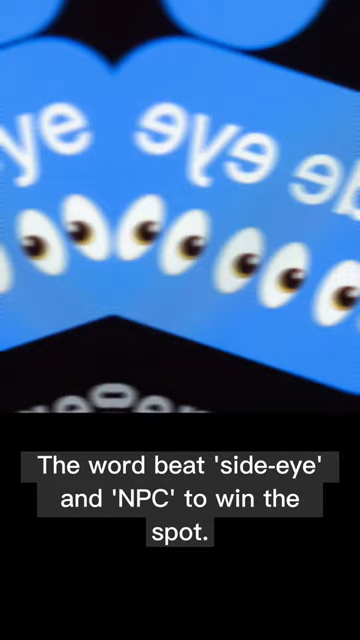 eye eye
The word beat 'side-eye'
and 'NPC' to win the
spot.